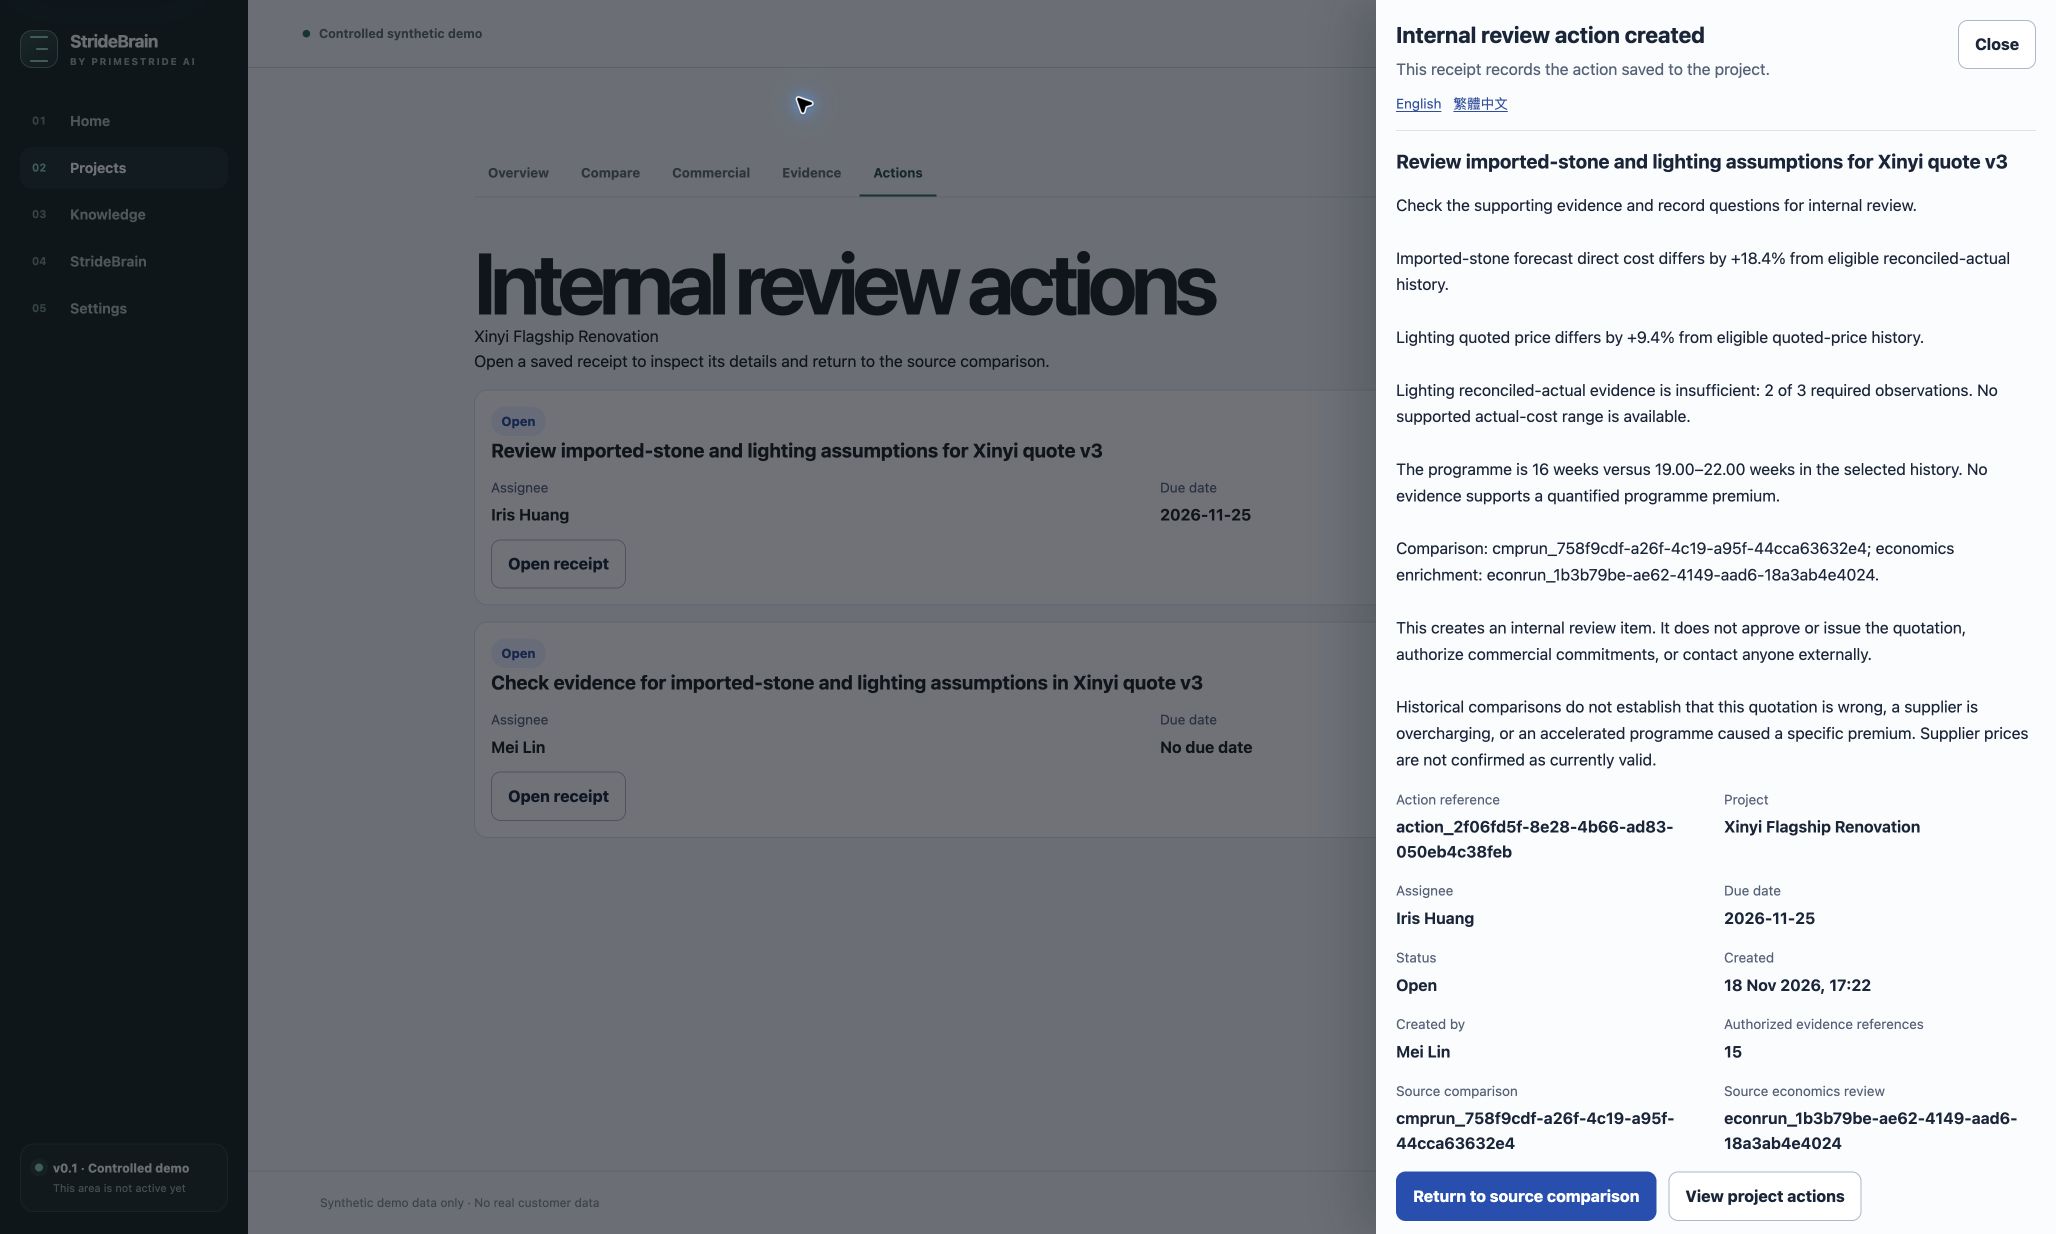 StrideBrain
BY PRIMESTRIDE AI
01 Home
02 Projects
03 Knowledge
04 StrideBrain
05 Settings
v0.1 · Controlled demo
This area is not active yet
Controlled synthetic demo
Overview Compare Commercial Evidence Actions
Internal review actions
Xinyi Flagship Renovation
Open a saved receipt to inspect its details and return to the source comparison.
Open
Review imported-stone and lighting assumptions for Xinyi quote v3
Assignee Due date
Iris Huang 2026-11-25
Open receipt
Open
Check evidence for imported-stone and lighting assumptions in Xinyi quote v3
Assignee Due date
Mei Lin No due date
Open receipt
Synthetic demo data only · No real customer data
Internal review action created
Close
This receipt records the action saved to the project.
English 繁體中文
Review imported-stone and lighting assumptions for Xinyi quote v3
Check the supporting evidence and record questions for internal review.
Imported-stone forecast direct cost differs by +18.4% from eligible reconciled-actual
history.
Lighting quoted price differs by +9.4% from eligible quoted-price history.
Lighting reconciled-actual evidence is insufficient: 2 of 3 required observations. No
supported actual-cost range is available.
The programme is 16 weeks versus 19.00–22.00 weeks in the selected history. No
evidence supports a quantified programme premium.
Comparison: cmprun_758f9cdf-a26f-4c19-a95f-44cca63632e4; economics
enrichment: econrun_1b3b79be-ae62-4149-aad6-18a3ab4e4024.
This creates an internal review item. It does not approve or issue the quotation,
authorize commercial commitments, or contact anyone externally.
Historical comparisons do not establish that this quotation is wrong, a supplier is
overcharging, or an accelerated programme caused a specific premium. Supplier prices
are not confirmed as currently valid.
Action reference Project
action_2f06fd5f-8e28-4b66-ad83- Xinyi Flagship Renovation
050eb4c38feb
Assignee Due date
Iris Huang 2026-11-25
Status Created
Open 18 Nov 2026, 17:22
Created by Authorized evidence references
Mei Lin 15
Source comparison Source economics review
cmprun_758f9cdf-a26f-4c19-a95f- econrun_1b3b79be-ae62-4149-aad6-
44cca63632e4 18a3ab4e4024
Return to source comparison View project actions